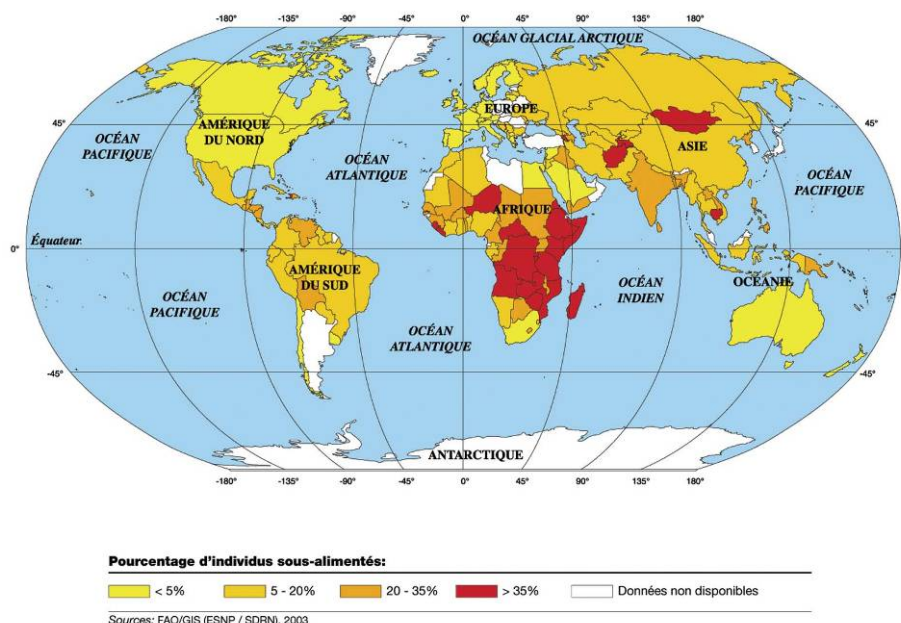 -180° -135° -90° -45° 0° 45° 90° 135° 180°
OCÉAN GLACIAL ARCTIQUE
EUROPE
45° 45°
AMÉRIQUE
DU NORD
OCÉAN
PACIFIQUE
ASIE
OCÉAN
ATLANTIQUE
OCÉAN
PACIFIQUE
AFRIQUE
Équateur
0° 0°
AMÉRIQUE
DU SUD
OCÉAN
INDIEN
OCÉANIE
OCÉAN
PACIFIQUE
OCÉAN
ATLANTIQUE
-45° -45°
ANTARCTIQUE
-180° -135° -90° -45° 0° 45° 90° 135° 180°
Pourcentage d'individus sous-alimentés:
< 5% 5 - 20% 20 - 35% > 35% Données non disponibles
Sources: FAO/GIS (ESNP / SDRN), 2003